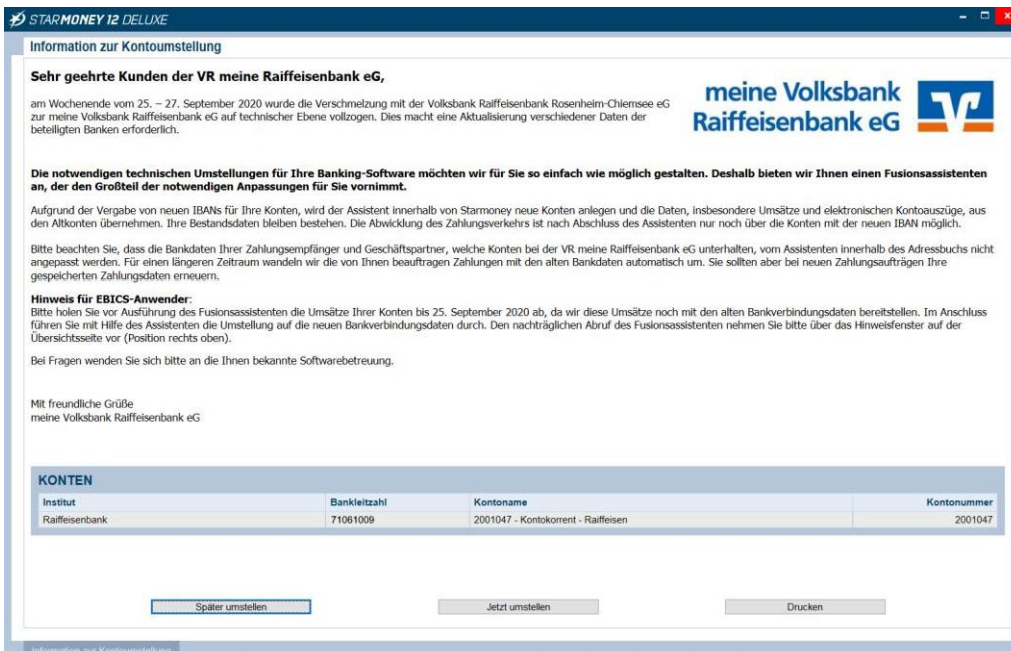 STARMONEY 12 DELUXE
Information zur Kontoumstellung
Sehr geehrte Kunden der VR meine Raiffeisenbank eG,
meine Volksbank
Raiffeisenbank eG
am Wochenende vom 25. – 27. September 2020 wurde die Verschmelzung mit der Volksbank Raiffeisenbank Rosenheim-Chiemsee eG
zur meine Volksbank Raiffeisenbank eG auf technischer Ebene vollzogen. Dies macht eine Aktualisierung verschiedener Daten der
beteiligten Banken erforderlich.
Die notwendigen technischen Umstellungen für Ihre Banking-Software möchten wir für Sie so einfach wie möglich gestalten. Deshalb bieten wir Ihnen einen Fusionsassistenten
an, der den Großteil der notwendigen Anpassungen für Sie vornimmt.
Aufgrund der Vergabe von neuen IBANs für Ihre Konten, wird der Assistent innerhalb von Starmoney neue Konten anlegen und die Daten, insbesondere Umsätze und elektronischen Kontoauszüge, aus
den Altkonten übernehmen. Ihre Bestandsdaten bleiben bestehen. Die Abwicklung des Zahlungsverkehrs ist nach Abschluss des Assistenten nur noch über die Konten mit der neuen IBAN möglich.
Bitte beachten Sie, dass die Bankdaten Ihrer Zahlungsempfänger und Geschäftspartner, welche Konten bei der VR meine Raiffeisenbank eG unterhalten, vom Assistenten innerhalb des Adressbuchs nicht
angepasst werden. Für einen längeren Zeitraum wandeln wir die von Ihnen beauftragen Zahlungen mit den alten Bankdaten automatisch um. Sie sollten aber bei neuen Zahlungsaufträgen Ihre
gespeicherten Zahlungsdaten erneuern.
Hinweis für EBICS-Anwender:
Bitte holen Sie vor Ausführung des Fusionsassistenten die Umsätze Ihrer Konten bis 25. September 2020 ab, da wir diese Umsätze noch mit den alten Bankverbindungsdaten bereitstellen. Im Anschluss
führen Sie mit Hilfe des Assistenten die Umstellung auf die neuen Bankverbindungsdaten durch. Den nachträglichen Abruf des Fusionsassistenten nehmen Sie bitte über das Hinweisfenster auf der
Übersichtsseite vor (Position rechts oben).
Bei Fragen wenden Sie sich bitte an die Ihnen bekannte Softwarebetreuung.
Mit freundliche Grüße
meine Volksbank Raiffeisenbank eG
KONTEN
Institut Bankleitzahl Kontoname Kontonummer
Raiffeisenbank 71061009 2001047 - Kontokorrent - Raiffeisen 2001047
Später umstellen Jetzt umstellen Drucken
Information zur Kontoumstellung